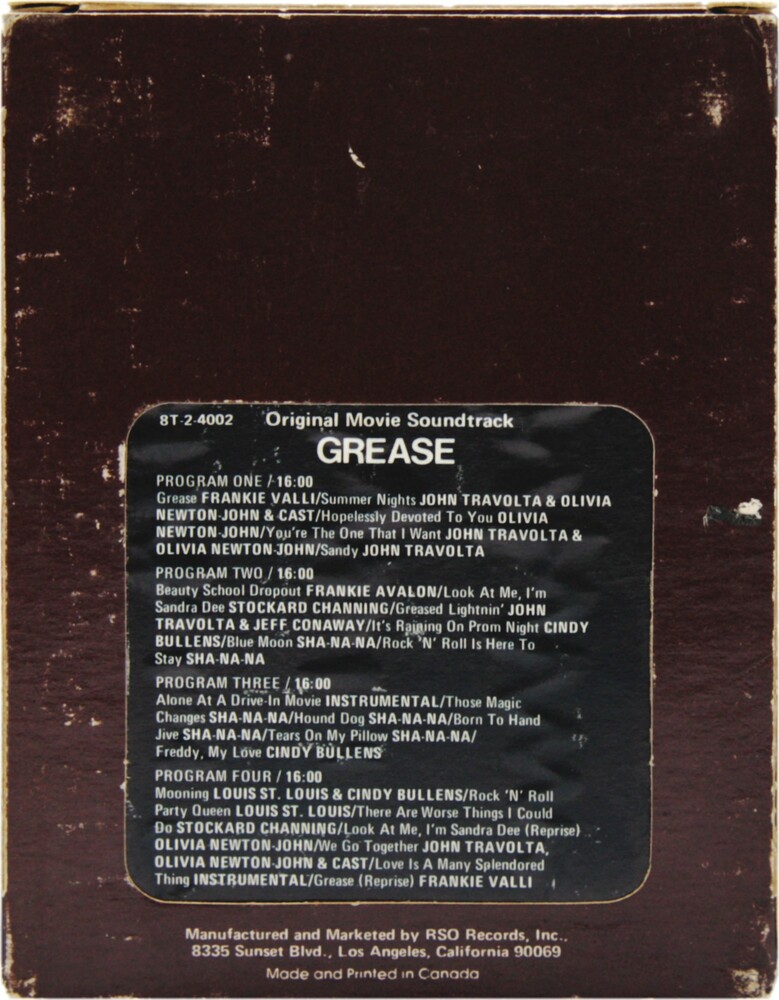 8T-2-4002 Original Movie Soundtrack
GREASE
PROGRAM ONE / 16:00
Grease FRANKIE VALLI/Summer Nights JOHN TRAVOLTA & OLIVIA
NEWTON-JOHN & CAST/Hopelessly Devoted To You OLIVIA
NEWTON-JOHN/You're The One That I Want JOHN TRAVOLTA &
OLIVIA NEWTON-JOHN/Sandy JOHN TRAVOLTA
PROGRAM TWO / 16:00
Beauty School Dropout FRANKIE AVALON/Look At Me, I'm
Sandra Dee STOCKARD CHANNING/Greased Lightnin' JOHN
TRAVOLTA & JEFF CONAWAY/It's Raining On Prom Night CINDY
BULLENS/Blue Moon SHA-NA-NA/Rock 'N' Roll Is Here To
Stay SHA-NA-NA
PROGRAM THREE / 16:00
Alone At A Drive-In Movie INSTRUMENTAL/Those Magic
Changes SHA-NA-NA/Hound Dog SHA-NA-NA/Born To Hand
Jive SHA-NA-NA/Tears On My Pillow SHA-NA-NA/
Freddy, My Love CINDY BULLENS
PROGRAM FOUR / 16:00
Mooning LOUIS ST. LOUIS & CINDY BULLENS/Rock 'N' Roll
Party Queen LOUIS ST. LOUIS/There Are Worse Things I Could
Do STOCKARD CHANNING/Look At Me, I'm Sandra Dee (Reprise)
OLIVIA NEWTON-JOHN/We Go Together JOHN TRAVOLTA,
OLIVIA NEWTON-JOHN & CAST/Love Is A Many Splendored
Thing INSTRUMENTAL/Grease (Reprise) FRANKIE VALLI
Manufactured and Marketed by RSO Records, Inc.,
8335 Sunset Blvd., Los Angeles, California 90069
Made and Printed in Canada